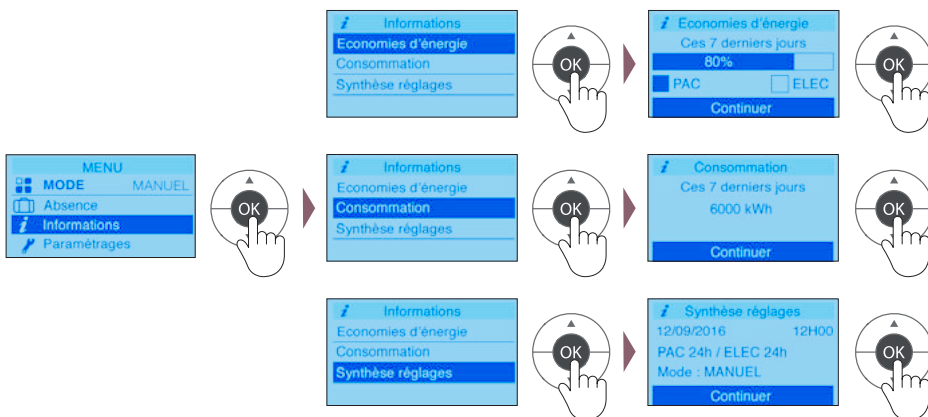 Informations
Economies d'énergie
Consommation
Synthèse réglages
OK
Economies d'énergie
Ces 7 derniers jours
80%
PAC ELEC
Continuer
OK
MENU
MODE MANUEL
Absence
Informations
Paramétrages
OK
Informations
Economies d'énergie
Consommation
Synthèse réglages
OK
Consommation
Ces 7 derniers jours
6000 kWh
Continuer
OK
Informations
Economies d'énergie
Consommation
Synthèse réglages
OK
Synthèse réglages
12/09/2016 12H00
PAC 24h / ELEC 24h
Mode : MANUEL
Continuer
OK